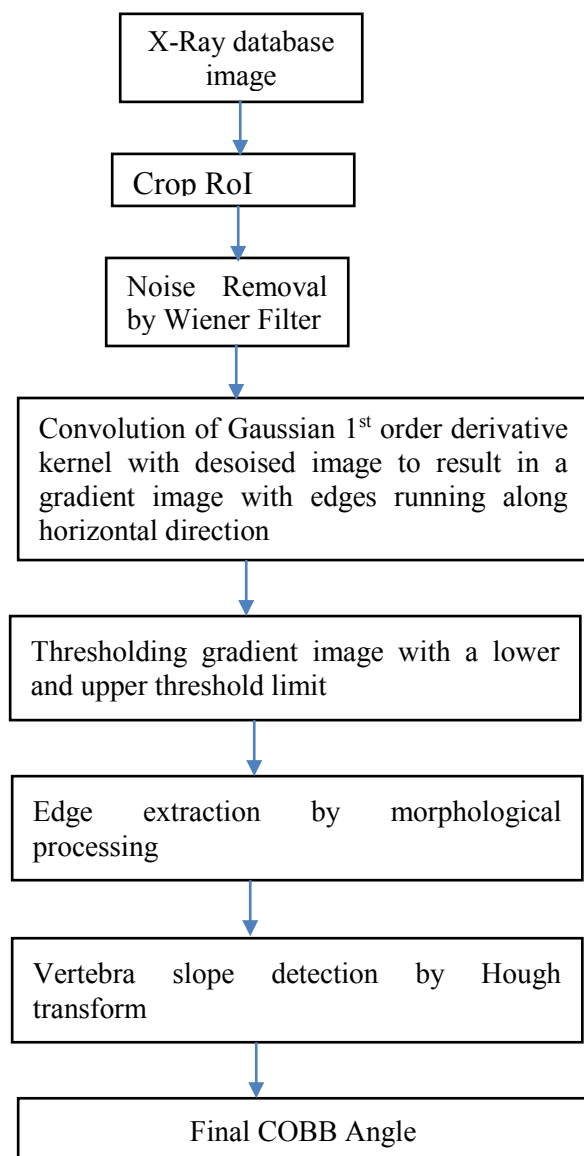 X-Ray database
image
Crop RoI
Noise Removal
by Wiener Filter
Convolution of Gaussian 1st order derivative
kernel with desoised image to result in a
gradient image with edges running along
horizontal direction
Thresholding gradient image with a lower
and upper threshold limit
Edge extraction by morphological
processing
Vertebra slope detection by Hough
transform
Final COBB Angle